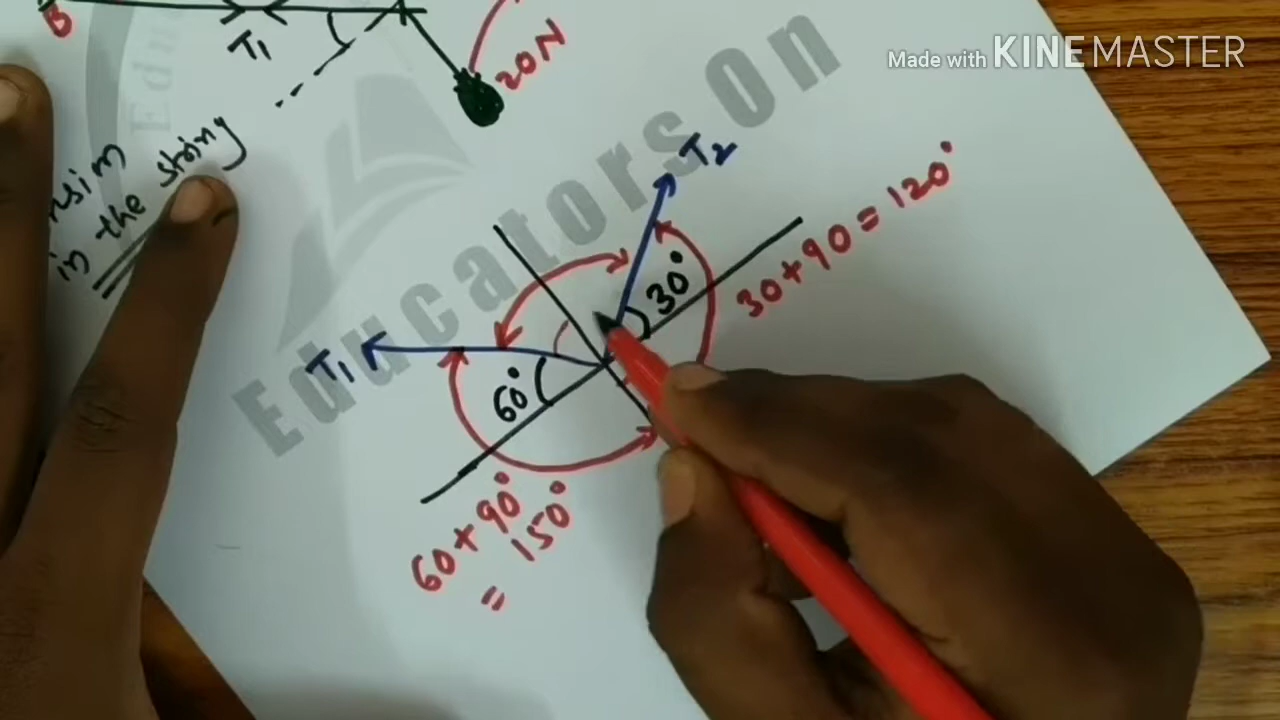 Made with KINEMASTER
B
T₁
20N
in the string
Educators On
T₂
30°
30+90=120°
T₁
60°
60+90°
= 150°